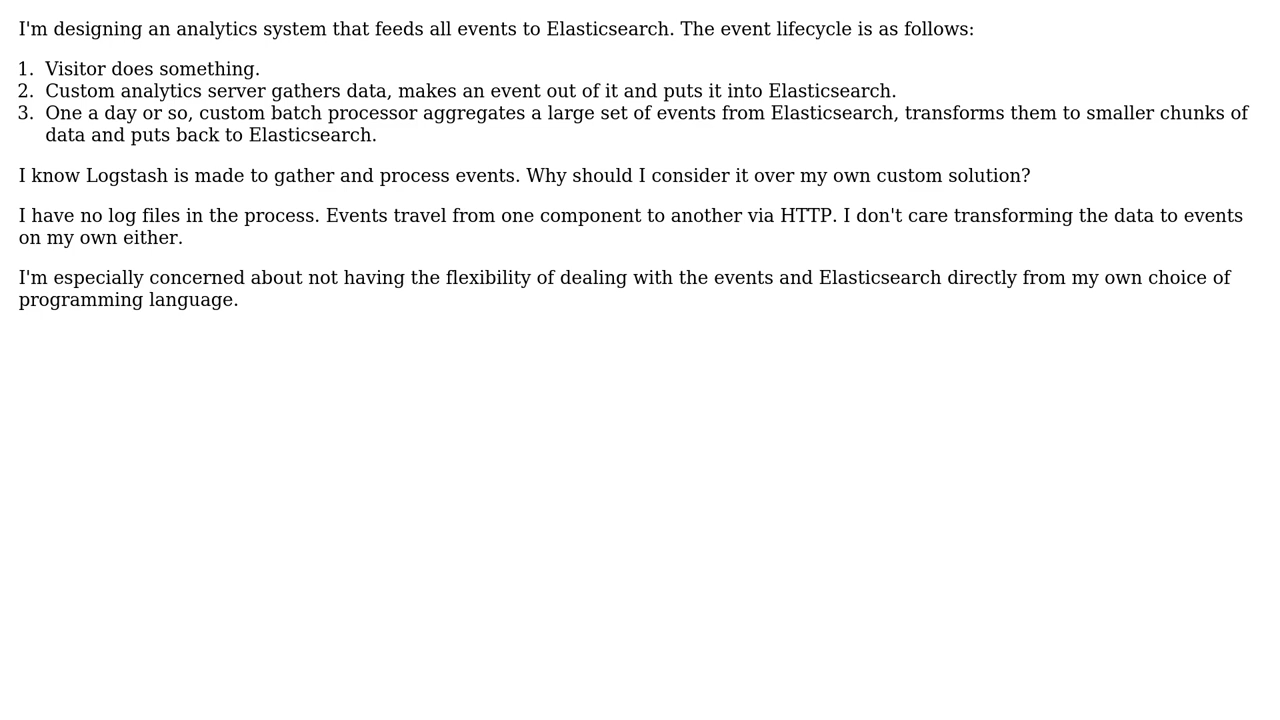 I'm designing an analytics system that feeds all events to Elasticsearch. The event lifecycle is as follows:
1. Visitor does something.
2. Custom analytics server gathers data, makes an event out of it and puts it into Elasticsearch.
3. One a day or so, custom batch processor aggregates a large set of events from Elasticsearch, transforms them to smaller chunks of
data and puts back to Elasticsearch.
I know Logstash is made to gather and process events. Why should I consider it over my own custom solution?
I have no log files in the process. Events travel from one component to another via HTTP. I don't care transforming the data to events
on my own either.
I'm especially concerned about not having the flexibility of dealing with the events and Elasticsearch directly from my own choice of
programming language.